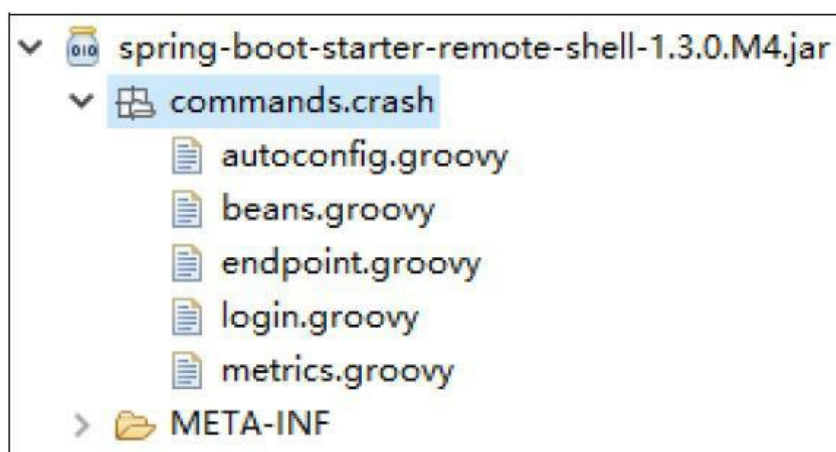 spring-boot-starter-remote-shell-1.3.0.M4.jar
commands.crash
autoconfig.groovy
beans.groovy
endpoint.groovy
login.groovy
metrics.groovy
META-INF